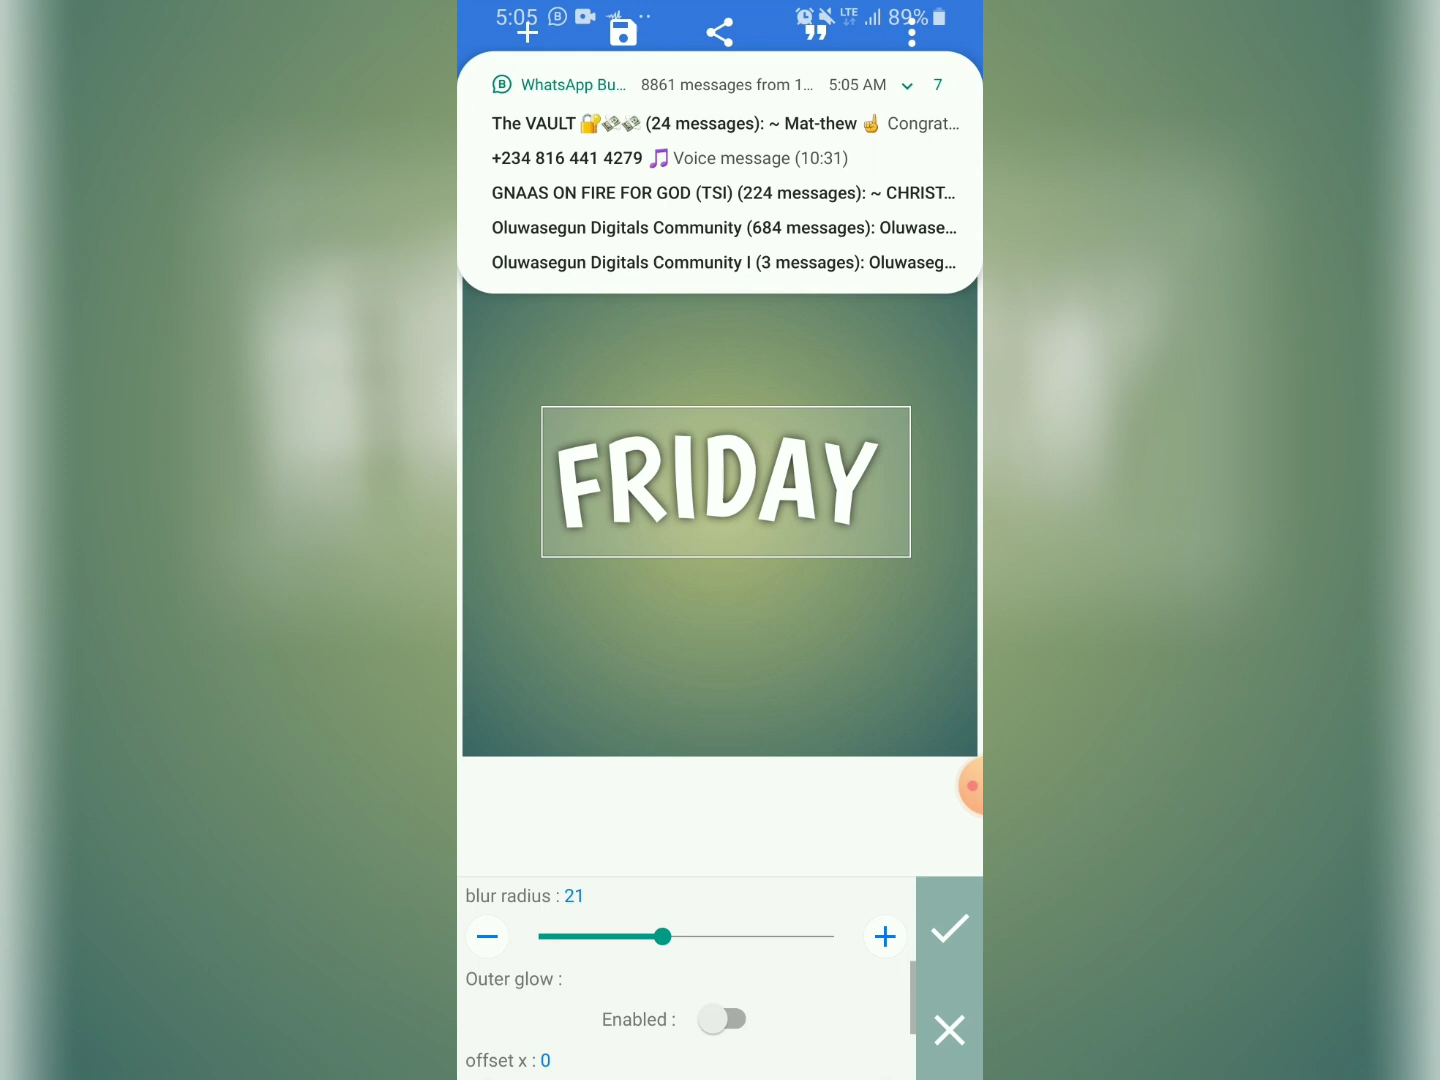 5:05 LTE 89%
WhatsApp Bu... 8861 messages from 1... 5:05 AM 7
The VAULT 🔐💸💸 (24 messages): ~ Mat-thew ☝ Congrat...
+234 816 441 4279 🎵 Voice message (10:31)
GNAAS ON FIRE FOR GOD (TSI) (224 messages): ~ CHRIST...
Oluwasegun Digitals Community (684 messages): Oluwase...
Oluwasegun Digitals Community I (3 messages): Oluwaseg...
FRIDAY
blur radius : 21
Outer glow :
Enabled :
offset x : 0